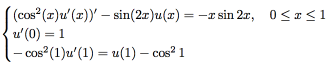 (cos²(x)u′(x))′ − sin(2x)u(x) = −x sin 2x, 0 ≤ x ≤ 1
u′(0) = 1
− cos²(1)u′(1) = u(1) − cos² 1